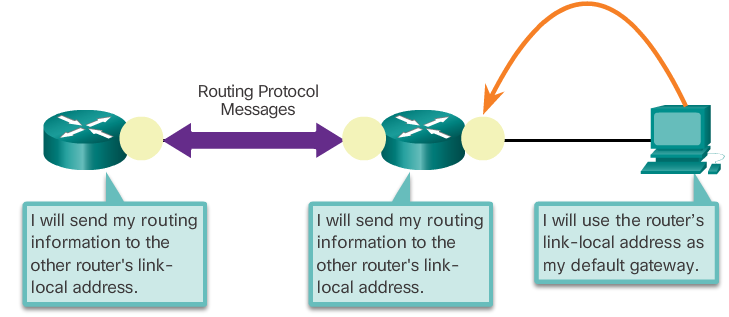 Routing Protocol
Messages
I will send my routing
information to the
other router's link-
local address.
I will send my routing
information to the
other router's link-
local address.
I will use the router’s
link-local address as
my default gateway.